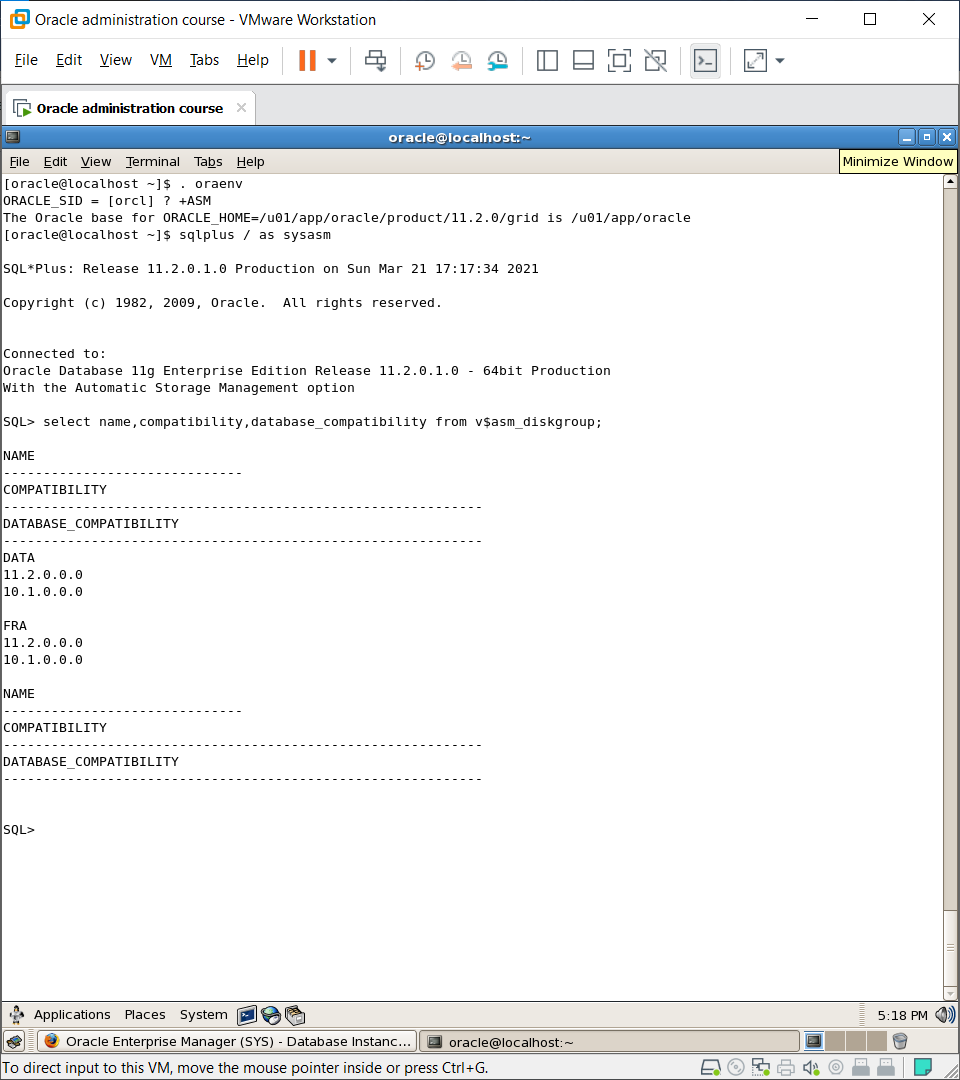 Oracle administration course - VMware Workstation
File Edit View VM Tabs Help
Oracle administration course
oracle@localhost:~
File Edit View Terminal Tabs Help
Minimize Window
[oracle@localhost ~]$ . oraenv
ORACLE_SID = [orcl] ? +ASM
The Oracle base for ORACLE_HOME=/u01/app/oracle/product/11.2.0/grid is /u01/app/oracle
[oracle@localhost ~]$ sqlplus / as sysasm
SQL*Plus: Release 11.2.0.1.0 Production on Sun Mar 21 17:17:34 2021
Copyright (c) 1982, 2009, Oracle.  All rights reserved.
Connected to:
Oracle Database 11g Enterprise Edition Release 11.2.0.1.0 - 64bit Production
With the Automatic Storage Management option
SQL> select name,compatibility,database_compatibility from v$asm_diskgroup;
NAME
------------------------------
COMPATIBILITY
------------------------------------------------------------
DATABASE_COMPATIBILITY
------------------------------------------------------------
DATA
11.2.0.0.0
10.1.0.0.0
FRA
11.2.0.0.0
10.1.0.0.0
NAME
------------------------------
COMPATIBILITY
------------------------------------------------------------
DATABASE_COMPATIBILITY
------------------------------------------------------------
SQL>
Applications Places System 5:18 PM
Oracle Enterprise Manager (SYS) - Database Instanc... oracle@localhost:~
To direct input to this VM, move the mouse pointer inside or press Ctrl+G.